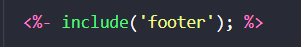 <%- include('footer'); %>